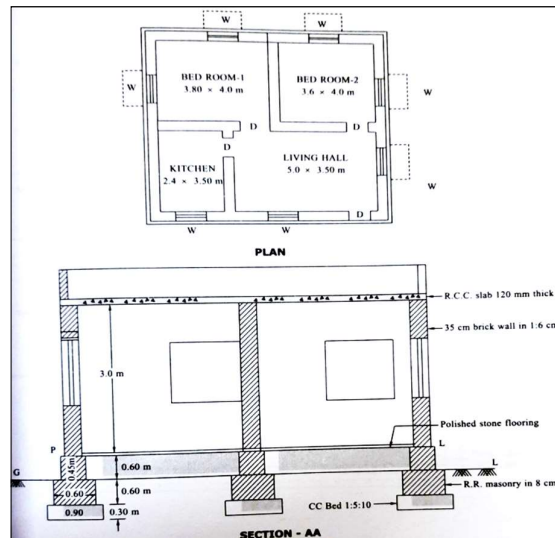 W
W
BED ROOM-1
3.80 × 4.0 m
BED ROOM-2
3.6 × 4.0 m
W
W
D
D
D
KITCHEN
2.4 × 3.50 m
LIVING HALL
5.0 × 3.50 m
W
W
D
W
W
PLAN
R.C.C. slab 120 mm thick
35 cm brick wall in 1:6 cm
3.0 m
Polished stone flooring
P
L
0.45m
0.60 m
G
L
0.60
0.60 m
R.R. masonry in 8 cm
0.90
0.30 m
CC Bed 1:5:10
SECTION - AA